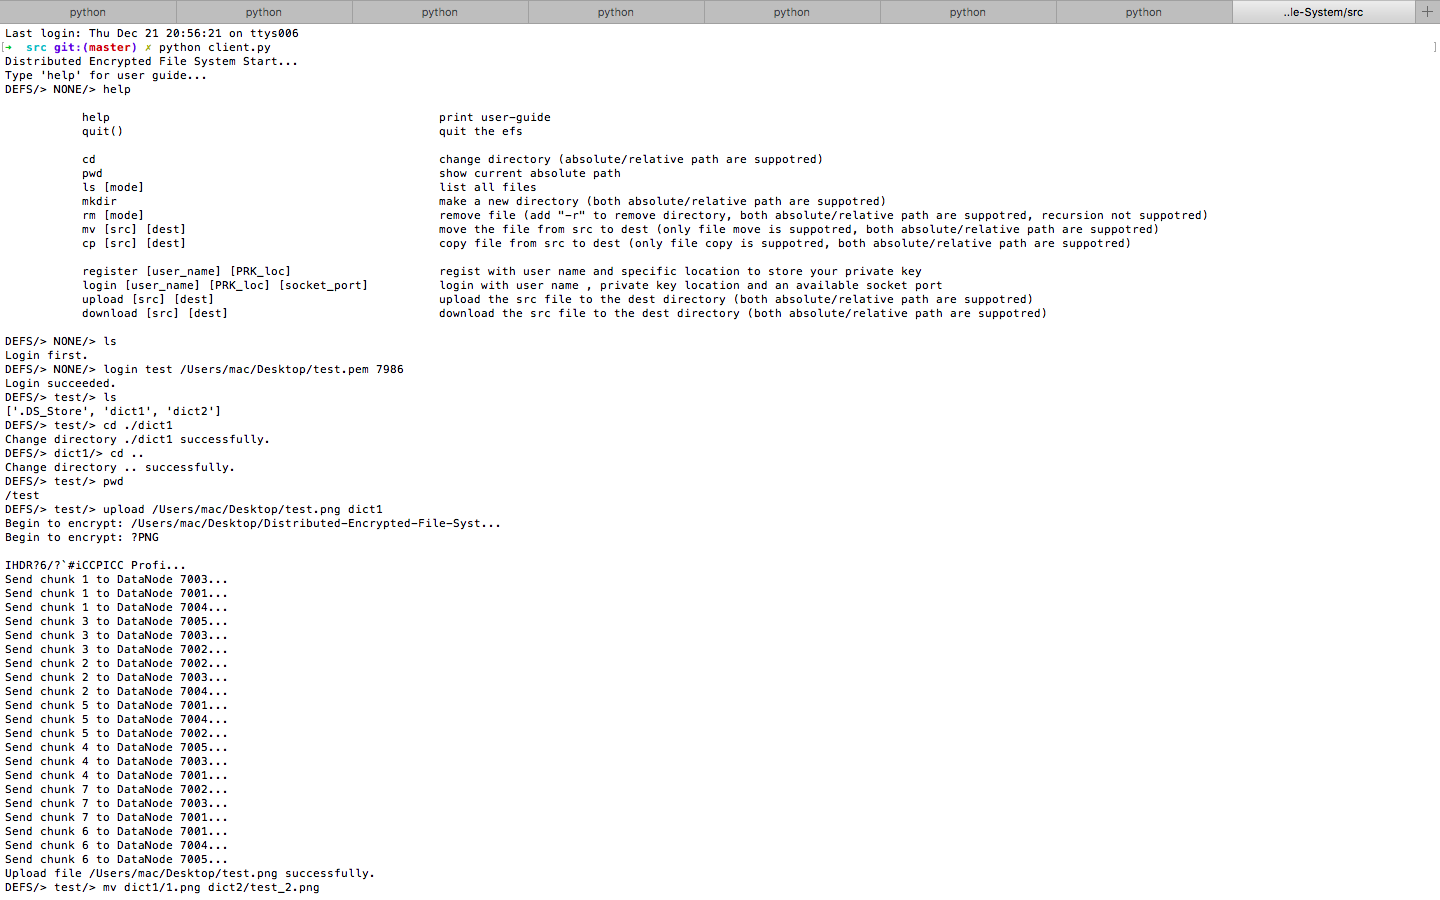 python python python python python python python ..le-System/src +
Last login: Thu Dec 21 20:56:21 on ttys006
[➜ src git:(master) ✗ python client.py ]
Distributed Encrypted File System Start...
Type 'help' for user guide...
DEFS/> NONE/> help
help print user-guide
quit() quit the efs
cd change directory (absolute/relative path are suppotred)
pwd show current absolute path
ls [mode] list all files
mkdir make a new directory (both absolute/relative path are suppotred)
rm [mode] remove file (add "-r" to remove directory, both absolute/relative path are suppotred, recursion not suppotred)
mv [src] [dest] move the file from src to dest (only file move is suppotred, both absolute/relative path are suppotred)
cp [src] [dest] copy file from src to dest (only file copy is suppotred, both absolute/relative path are suppotred)
register [user_name] [PRK_loc] regist with user name and specific location to store your private key
login [user_name] [PRK_loc] [socket_port] login with user name , private key location and an available socket port
upload [src] [dest] upload the src file to the dest directory (both absolute/relative path are suppotred)
download [src] [dest] download the src file to the dest directory (both absolute/relative path are suppotred)
DEFS/> NONE/> ls
Login first.
DEFS/> NONE/> login test /Users/mac/Desktop/test.pem 7986
Login succeeded.
DEFS/> test/> ls
['.DS_Store', 'dict1', 'dict2']
DEFS/> test/> cd ./dict1
Change directory ./dict1 successfully.
DEFS/> dict1/> cd ..
Change directory .. successfully.
DEFS/> test/> pwd
/test
DEFS/> test/> upload /Users/mac/Desktop/test.png dict1
Begin to encrypt: /Users/mac/Desktop/Distributed-Encrypted-File-Syst...
Begin to encrypt: ?PNG
IHDR?6/?`#iCCPICC Profi...
Send chunk 1 to DataNode 7003...
Send chunk 1 to DataNode 7001...
Send chunk 1 to DataNode 7004...
Send chunk 3 to DataNode 7005...
Send chunk 3 to DataNode 7003...
Send chunk 3 to DataNode 7002...
Send chunk 2 to DataNode 7002...
Send chunk 2 to DataNode 7003...
Send chunk 2 to DataNode 7004...
Send chunk 5 to DataNode 7001...
Send chunk 5 to DataNode 7004...
Send chunk 5 to DataNode 7002...
Send chunk 4 to DataNode 7005...
Send chunk 4 to DataNode 7003...
Send chunk 4 to DataNode 7001...
Send chunk 7 to DataNode 7002...
Send chunk 7 to DataNode 7003...
Send chunk 7 to DataNode 7001...
Send chunk 6 to DataNode 7001...
Send chunk 6 to DataNode 7004...
Send chunk 6 to DataNode 7005...
Upload file /Users/mac/Desktop/test.png successfully.
DEFS/> test/> mv dict1/1.png dict2/test_2.png